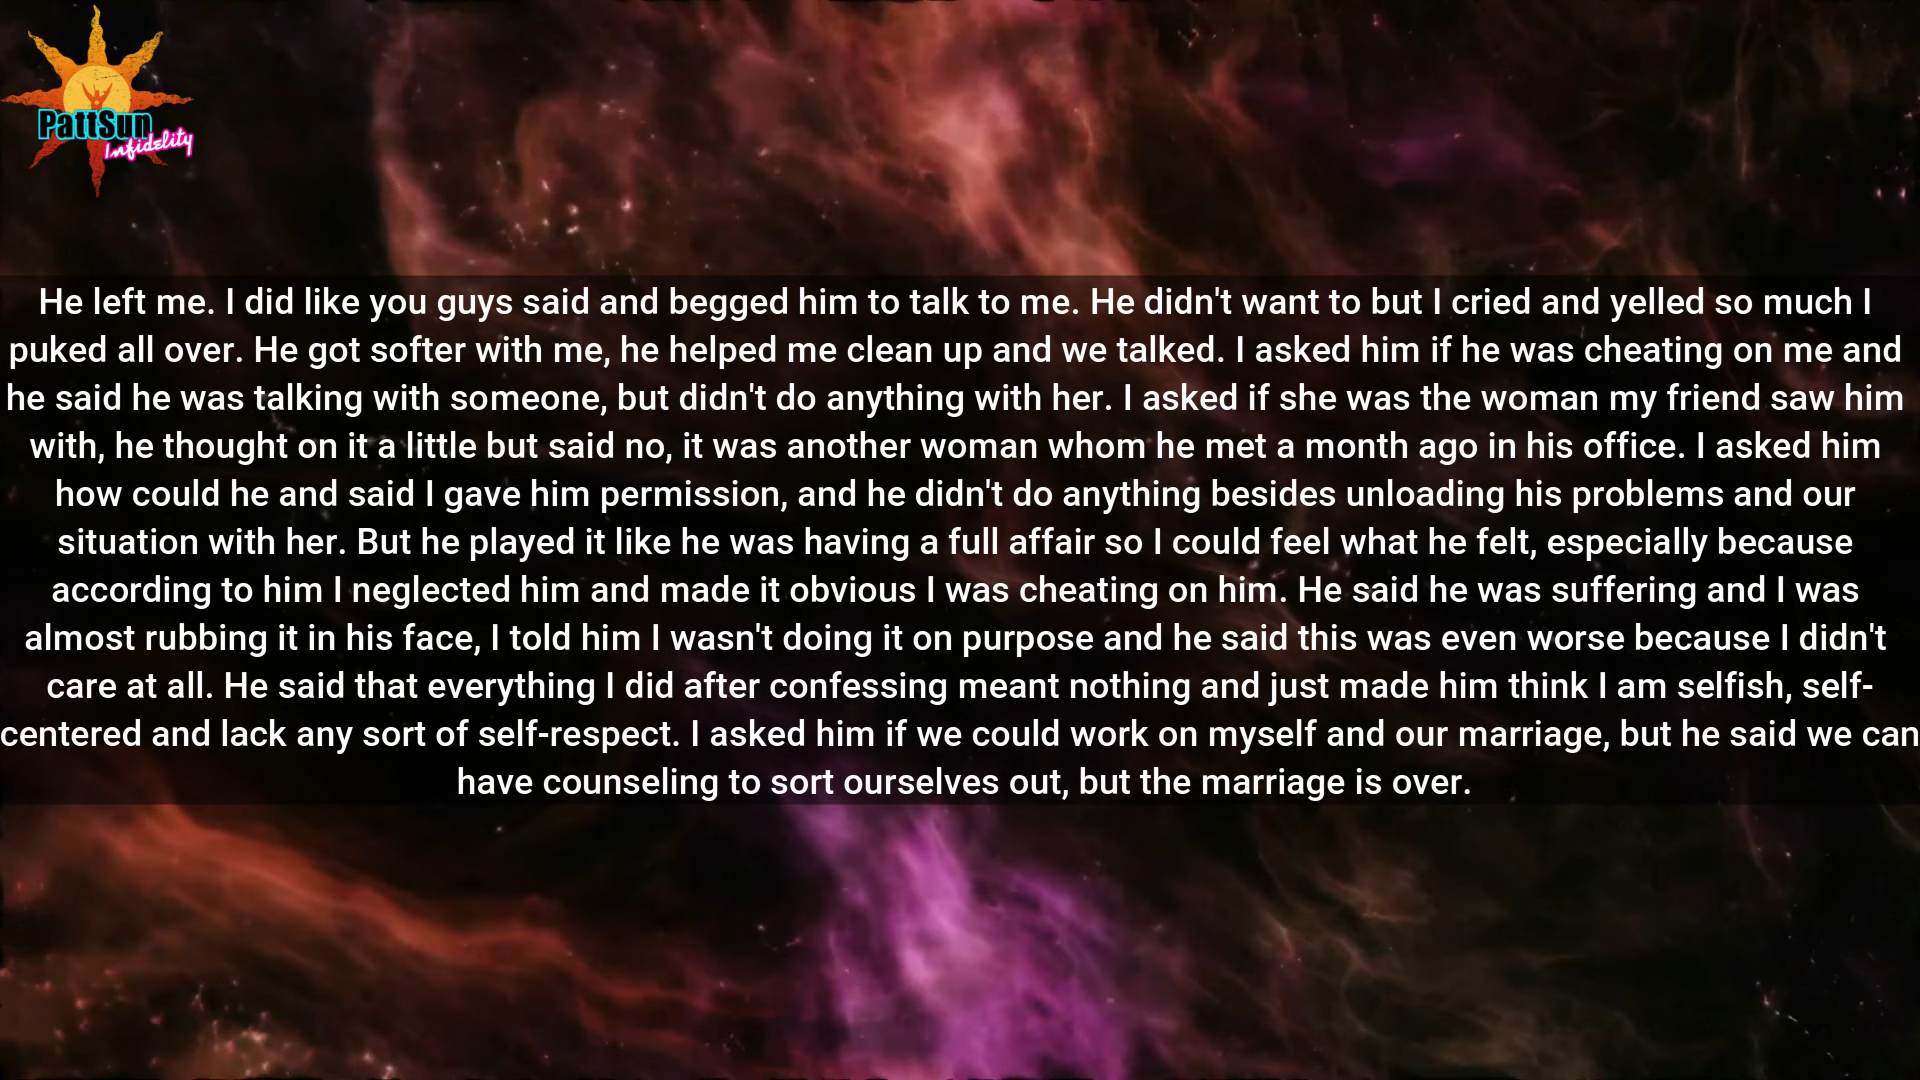 PattSun
Infidelity
He left me. I did like you guys said and begged him to talk to me. He didn't want to but I cried and yelled so much I
puked all over. He got softer with me, he helped me clean up and we talked. I asked him if he was cheating on me and
he said he was talking with someone, but didn't do anything with her. I asked if she was the woman my friend saw him
with, he thought on it a little but said no, it was another woman whom he met a month ago in his office. I asked him
how could he and said I gave him permission, and he didn't do anything besides unloading his problems and our
situation with her. But he played it like he was having a full affair so I could feel what he felt, especially because
according to him I neglected him and made it obvious I was cheating on him. He said he was suffering and I was
almost rubbing it in his face, I told him I wasn't doing it on purpose and he said this was even worse because I didn't
care at all. He said that everything I did after confessing meant nothing and just made him think I am selfish, self-
centered and lack any sort of self-respect. I asked him if we could work on myself and our marriage, but he said we can
have counseling to sort ourselves out, but the marriage is over.